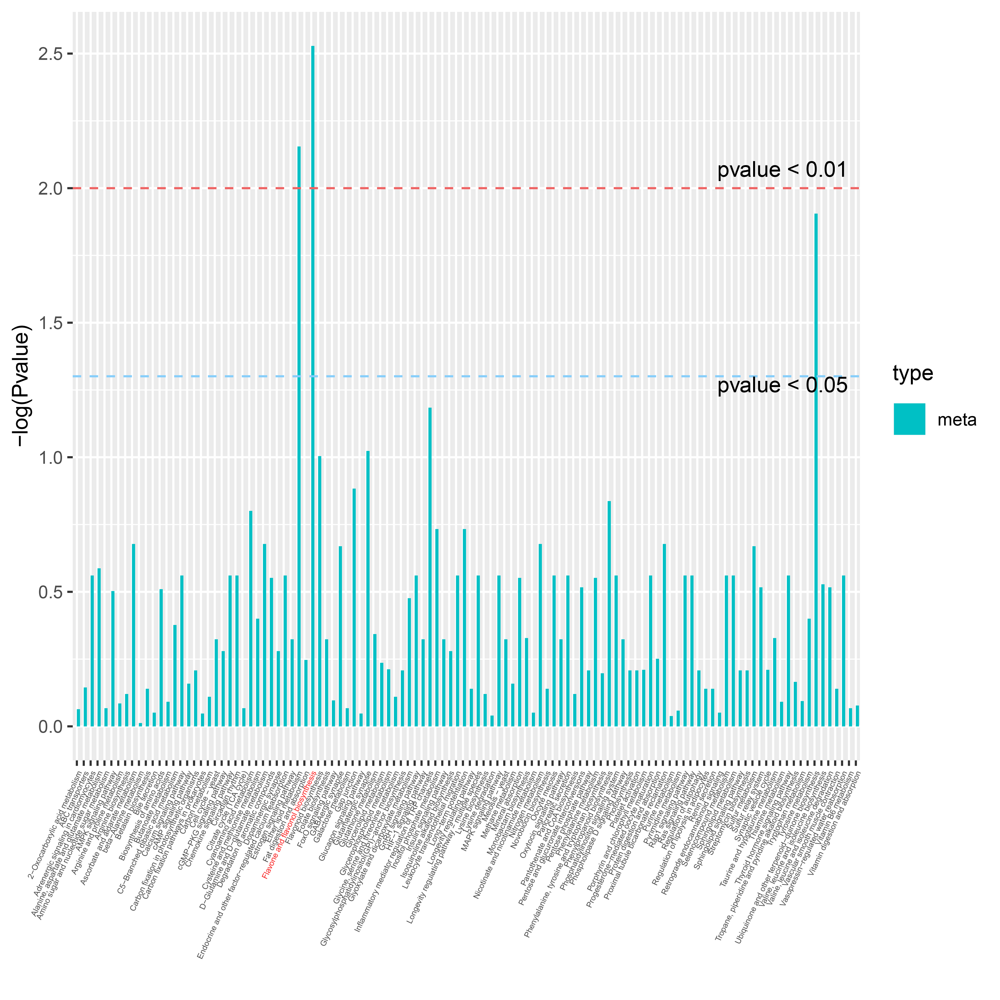 2.5
2.0
1.5
1.0
0.5
0.0
−log(Pvalue)
pvalue < 0.01
pvalue < 0.05
type
meta
2−Oxocarboxylic acid metabolism
ABC transporters
Adrenergic signaling in cardiomyocytes
Alanine, aspartate and glutamate metabolism
Amino sugar and nucleotide sugar metabolism
AMPK signaling pathway
Arginine and proline metabolism
Arginine biosynthesis
Ascorbate and aldarate metabolism
beta−Alanine metabolism
Betalain biosynthesis
Bile secretion
Biosynthesis of amino acids
Butanoate metabolism
C5−Branched dibasic acid metabolism
Calcium signaling pathway
cAMP signaling pathway
Carbon fixation in photosynthetic organisms
Carbon fixation pathways in prokaryotes
Carbon metabolism
Cell cycle − yeast
cGMP−PKG signaling pathway
Chemokine signaling pathway
Circadian rhythm
Citrate cycle ( TCA cycle)
Cyanoamino acid metabolism
Cysteine and methionine metabolism
D−Glutamine and D−glutamate metabolism
Degradation of aromatic compounds
Dopaminergic synapse
Endocrine and other factor−regulated calcium reabsorption
Estrogen signaling pathway
Ether lipid metabolism
Fat digestion and absorption
Flavone and flavonol biosynthesis
Flavonoid biosynthesis
Folate biosynthesis
FoxO signaling pathway
GABAergic synapse
Galactose metabolism
Gap junction
Glucagon signaling pathway
Glutamatergic synapse
Glutathione metabolism
Glycerolipid metabolism
Glycerophospholipid metabolism
Glycine, serine and threonine metabolism
Glycosylphosphatidylinositol(GPI)−anchor biosynthesis
Glyoxylate and dicarboxylate metabolism
GnRH signaling pathway
HIF−1 signaling pathway
Inflammatory mediator regulation of TRP channels
Inositol phosphate metabolism
Insulin signaling pathway
Isoquinoline alkaloid biosynthesis
Leukocyte transendothelial migration
Long−term potentiation
Longevity regulating pathway
Longevity regulating pathway − multiple species
Lysine biosynthesis
Lysine degradation
MAPK signaling pathway
Meiosis − yeast
Methane metabolism
Mineral absorption
Monobactam biosynthesis
Nicotinate and nicotinamide metabolism
Nitrogen metabolism
Novobiocin biosynthesis
Oocyte meiosis
Oxytocin signaling pathway
Pancreatic secretion
Pantothenate and CoA biosynthesis
Pentose and glucuronate interconversions
Pentose phosphate pathway
Phenylalanine metabolism
Phenylalanine, tyrosine and tryptophan biosynthesis
Phenylpropanoid biosynthesis
Phosphatidylinositol signaling system
Phospholipase D signaling pathway
Photosynthesis
Platelet activation
Porphyrin and chlorophyll metabolism
Progesterone−mediated oocyte maturation
Protein digestion and absorption
Proximal tubule bicarbonate reclamation
Purine metabolism
Pyrimidine metabolism
Rap1 signaling pathway
Ras signaling pathway
Regulation of autophagy
Regulation of lipolysis in adipocytes
Renin secretion
Retrograde endocannabinoid signaling
Selenocompound metabolism
Sphingolipid metabolism
Sphingolipid signaling pathway
Streptomycin biosynthesis
Sulfur metabolism
Sulfur relay system
Synaptic vesicle cycle
Taurine and hypotaurine metabolism
Thiamine metabolism
Thyroid hormone signaling pathway
Tropane, piperidine and pyridine alkaloid biosynthesis
Tryptophan metabolism
Tyrosine metabolism
Ubiquinone and other terpenoid−quinone biosynthesis
Valine, leucine and isoleucine biosynthesis
Valine, leucine and isoleucine degradation
Vascular smooth muscle contraction
Vasopressin−regulated water reabsorption
Vitamin B6 metabolism
Vitamin digestion and absorption